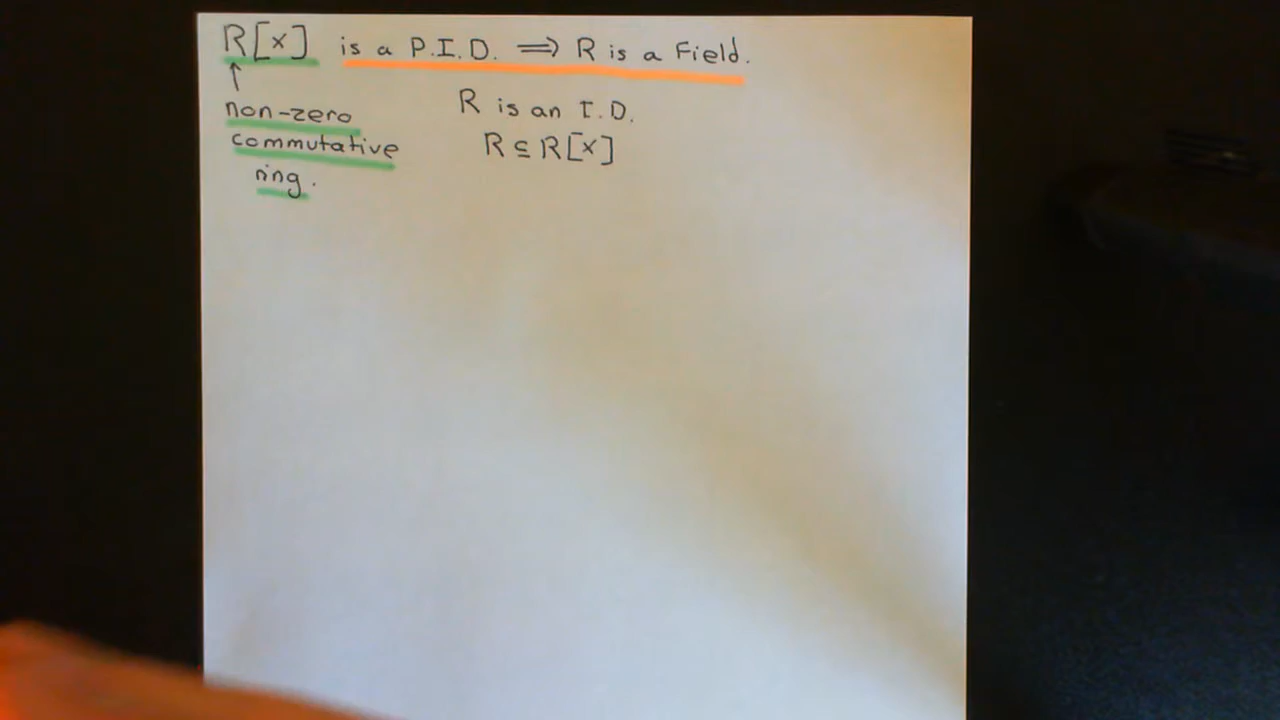 R[x] is a P.I.D. ⟹ R is a Field.
↑
non-zero
commutative
ring.
R is an I.D.
R ⊆ R[x]